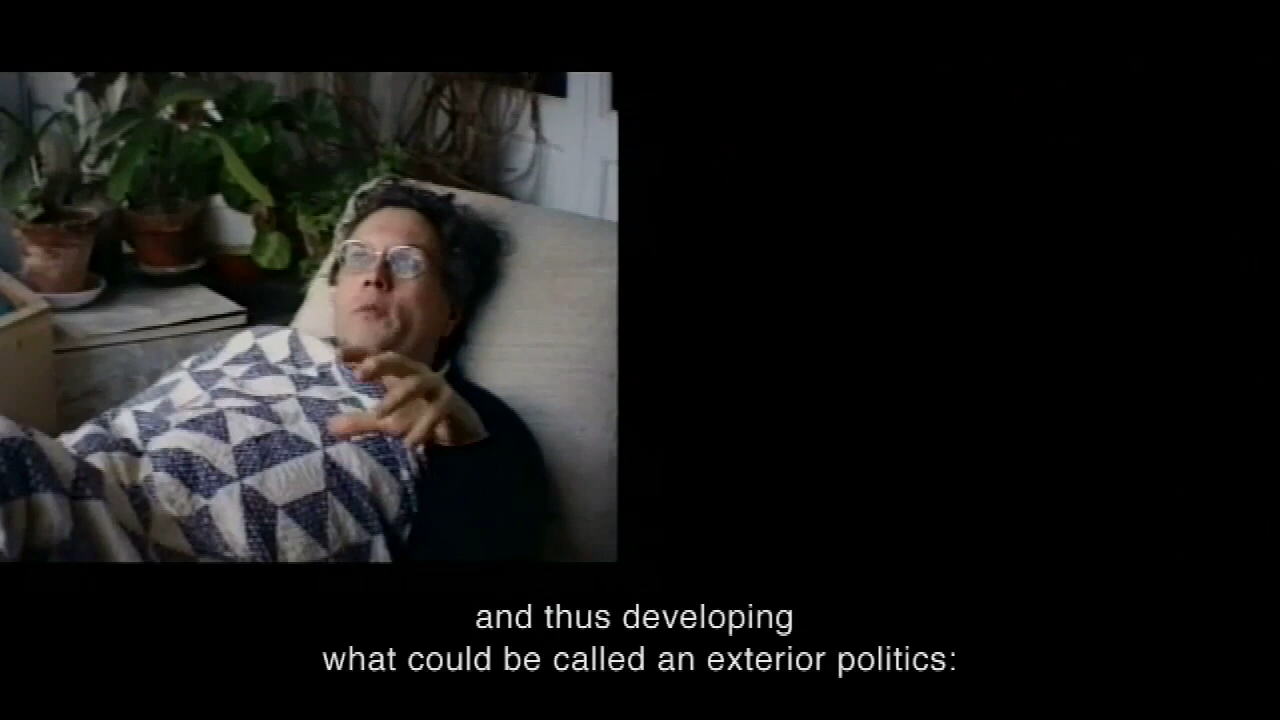 and thus developing
what could be called an exterior politics: